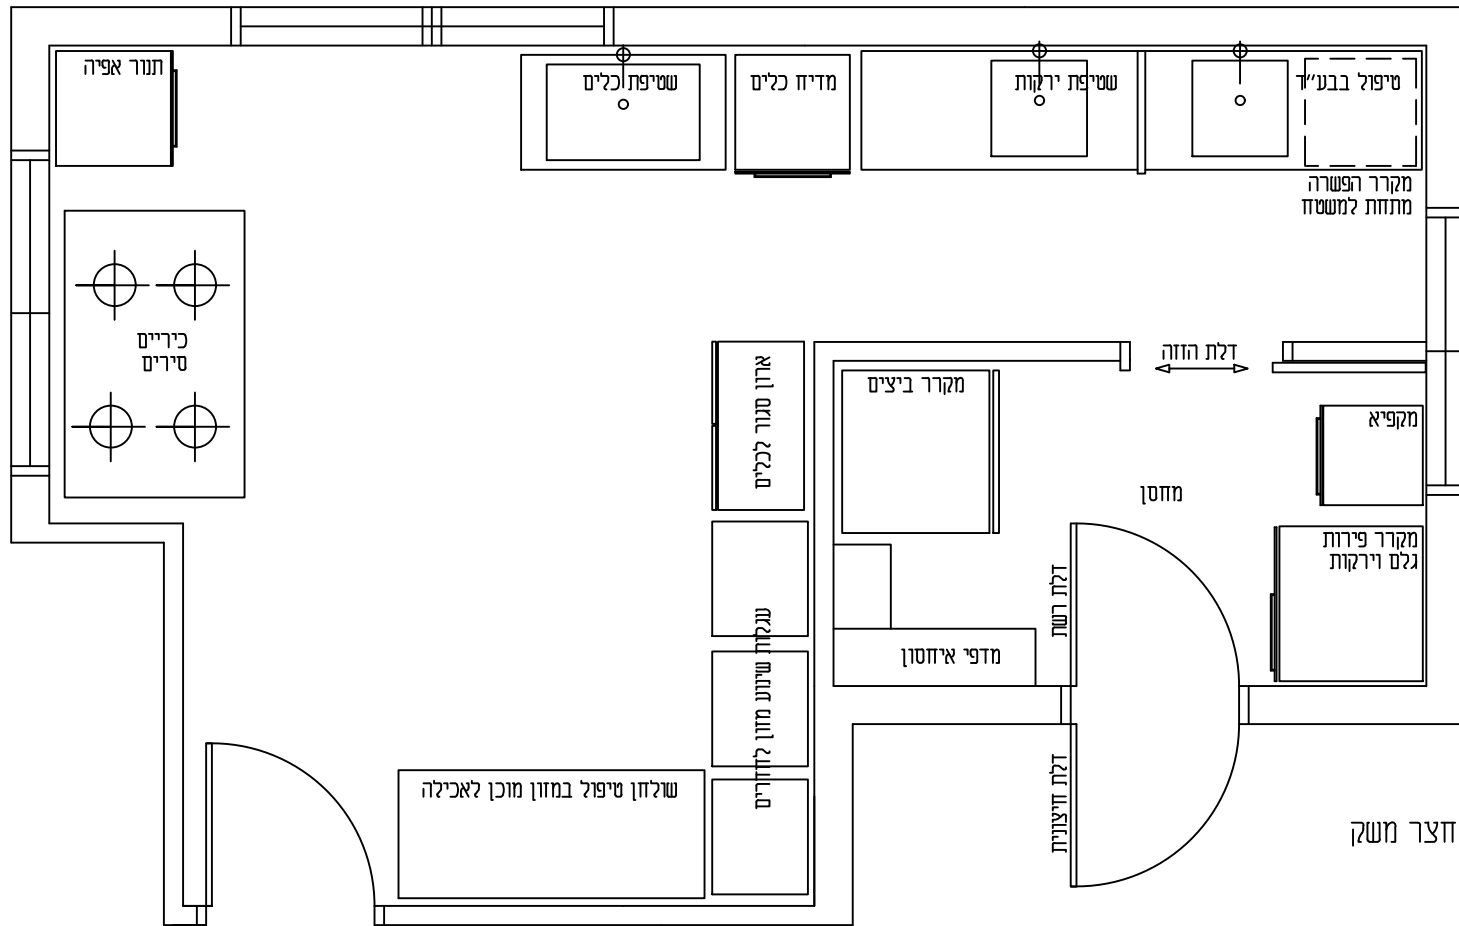 תנור אפיה
שטיפת כלים
מדיח כלים
שטיפת ירקות
טיפול בבע״ד
מקרר הפשרה
מתחת למשטח
כיריים
סירים
ארון סגור לכלים
מקרר ביצים
דלת הזזה
מקפיא
מחסן
מקרר פירות
גלם וירקות
דלת רשת
מדפי איחסון
עגלות שינוע מזון לחדרים
שולחן טיפול במזון מוכן לאכילה
דלת חיצונית
חצר משק